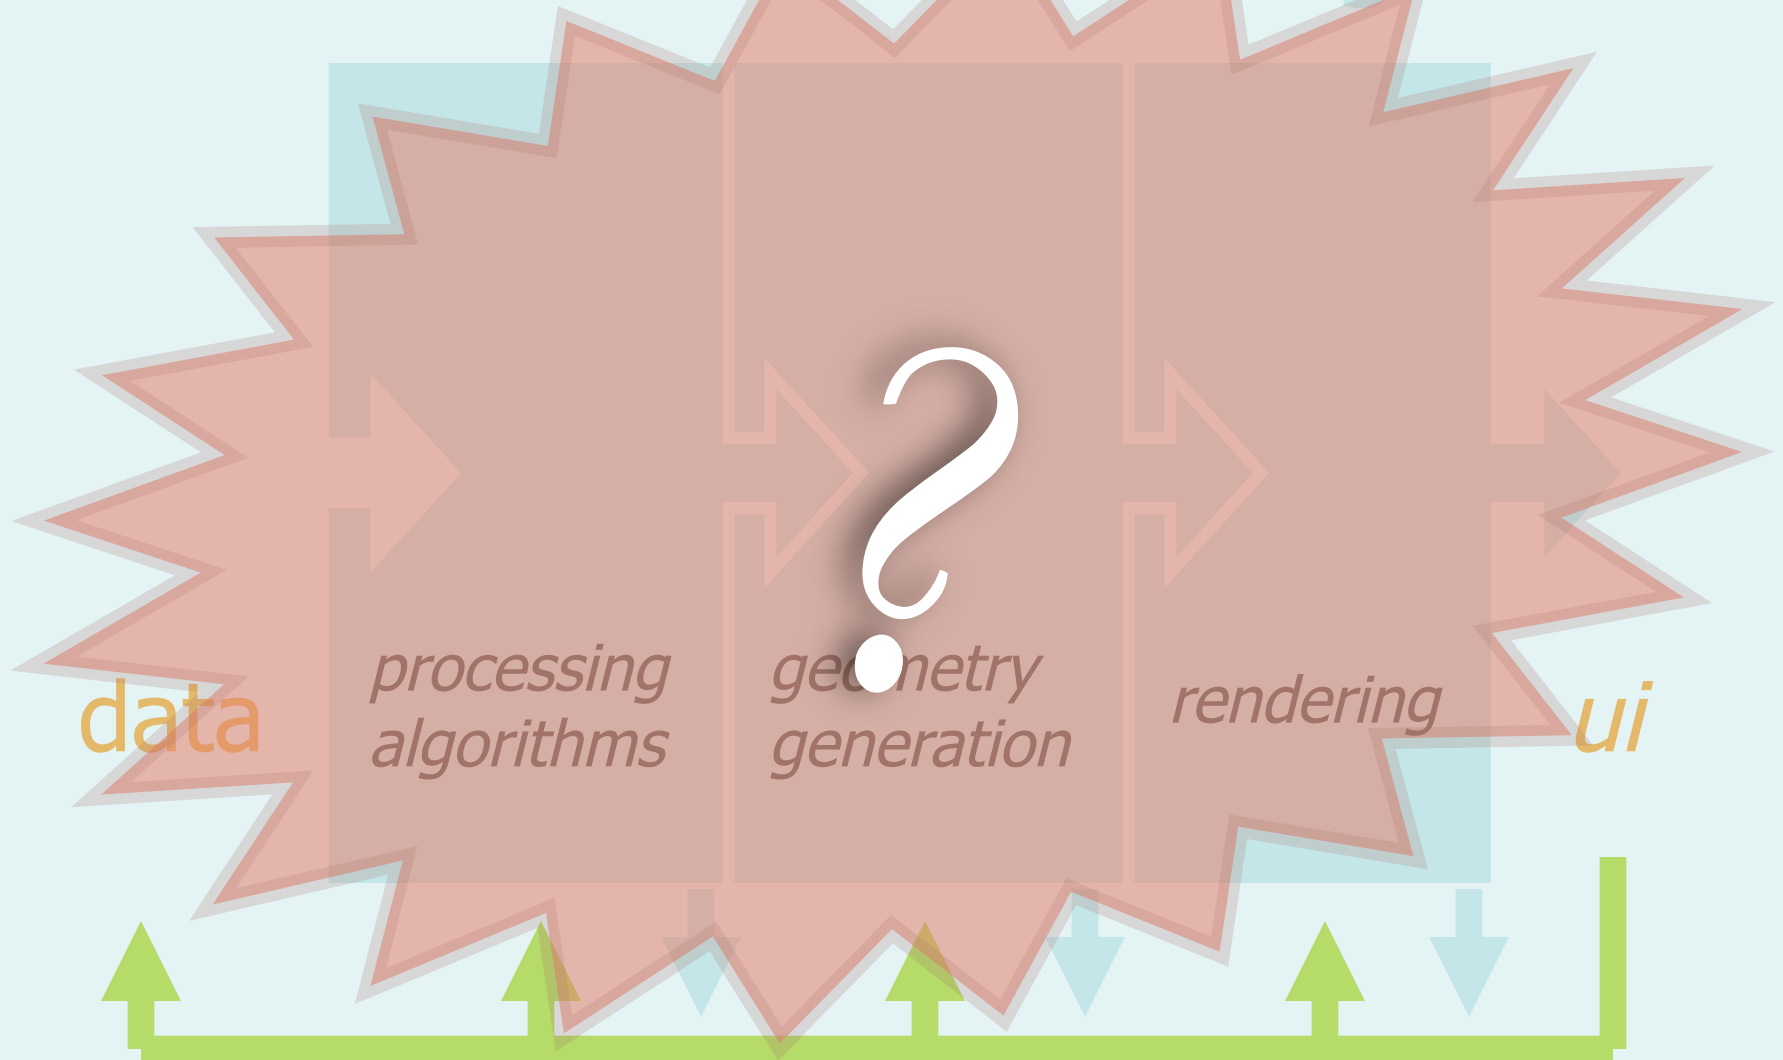 ?
data
processing
algorithms
geometry
generation
rendering
ui